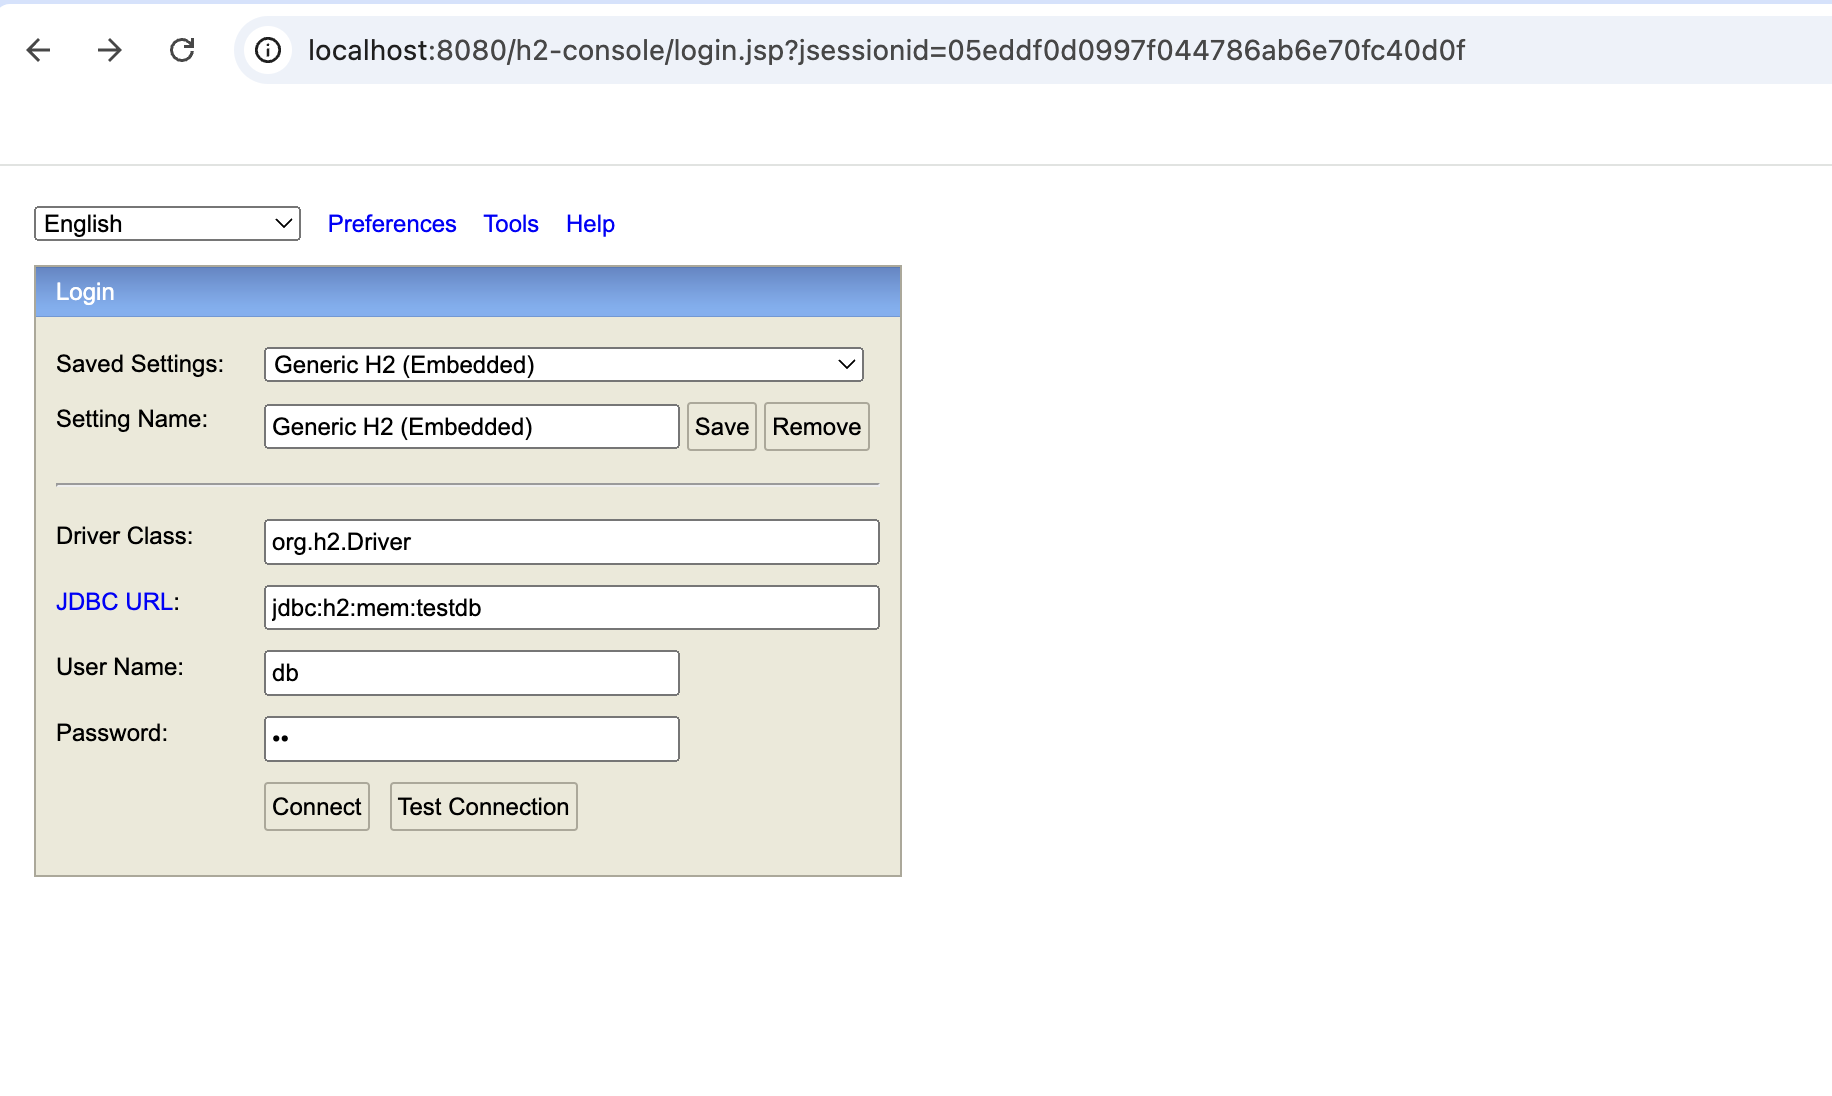 localhost:8080/h2-console/login.jsp?jsessionid=05eddf0d0997f044786ab6e70fc40d0f
English Preferences Tools Help
Login
Saved Settings: Generic H2 (Embedded)
Setting Name: Generic H2 (Embedded) Save Remove
Driver Class: org.h2.Driver
JDBC URL: jdbc:h2:mem:testdb
User Name: db
Password: ••
Connect Test Connection